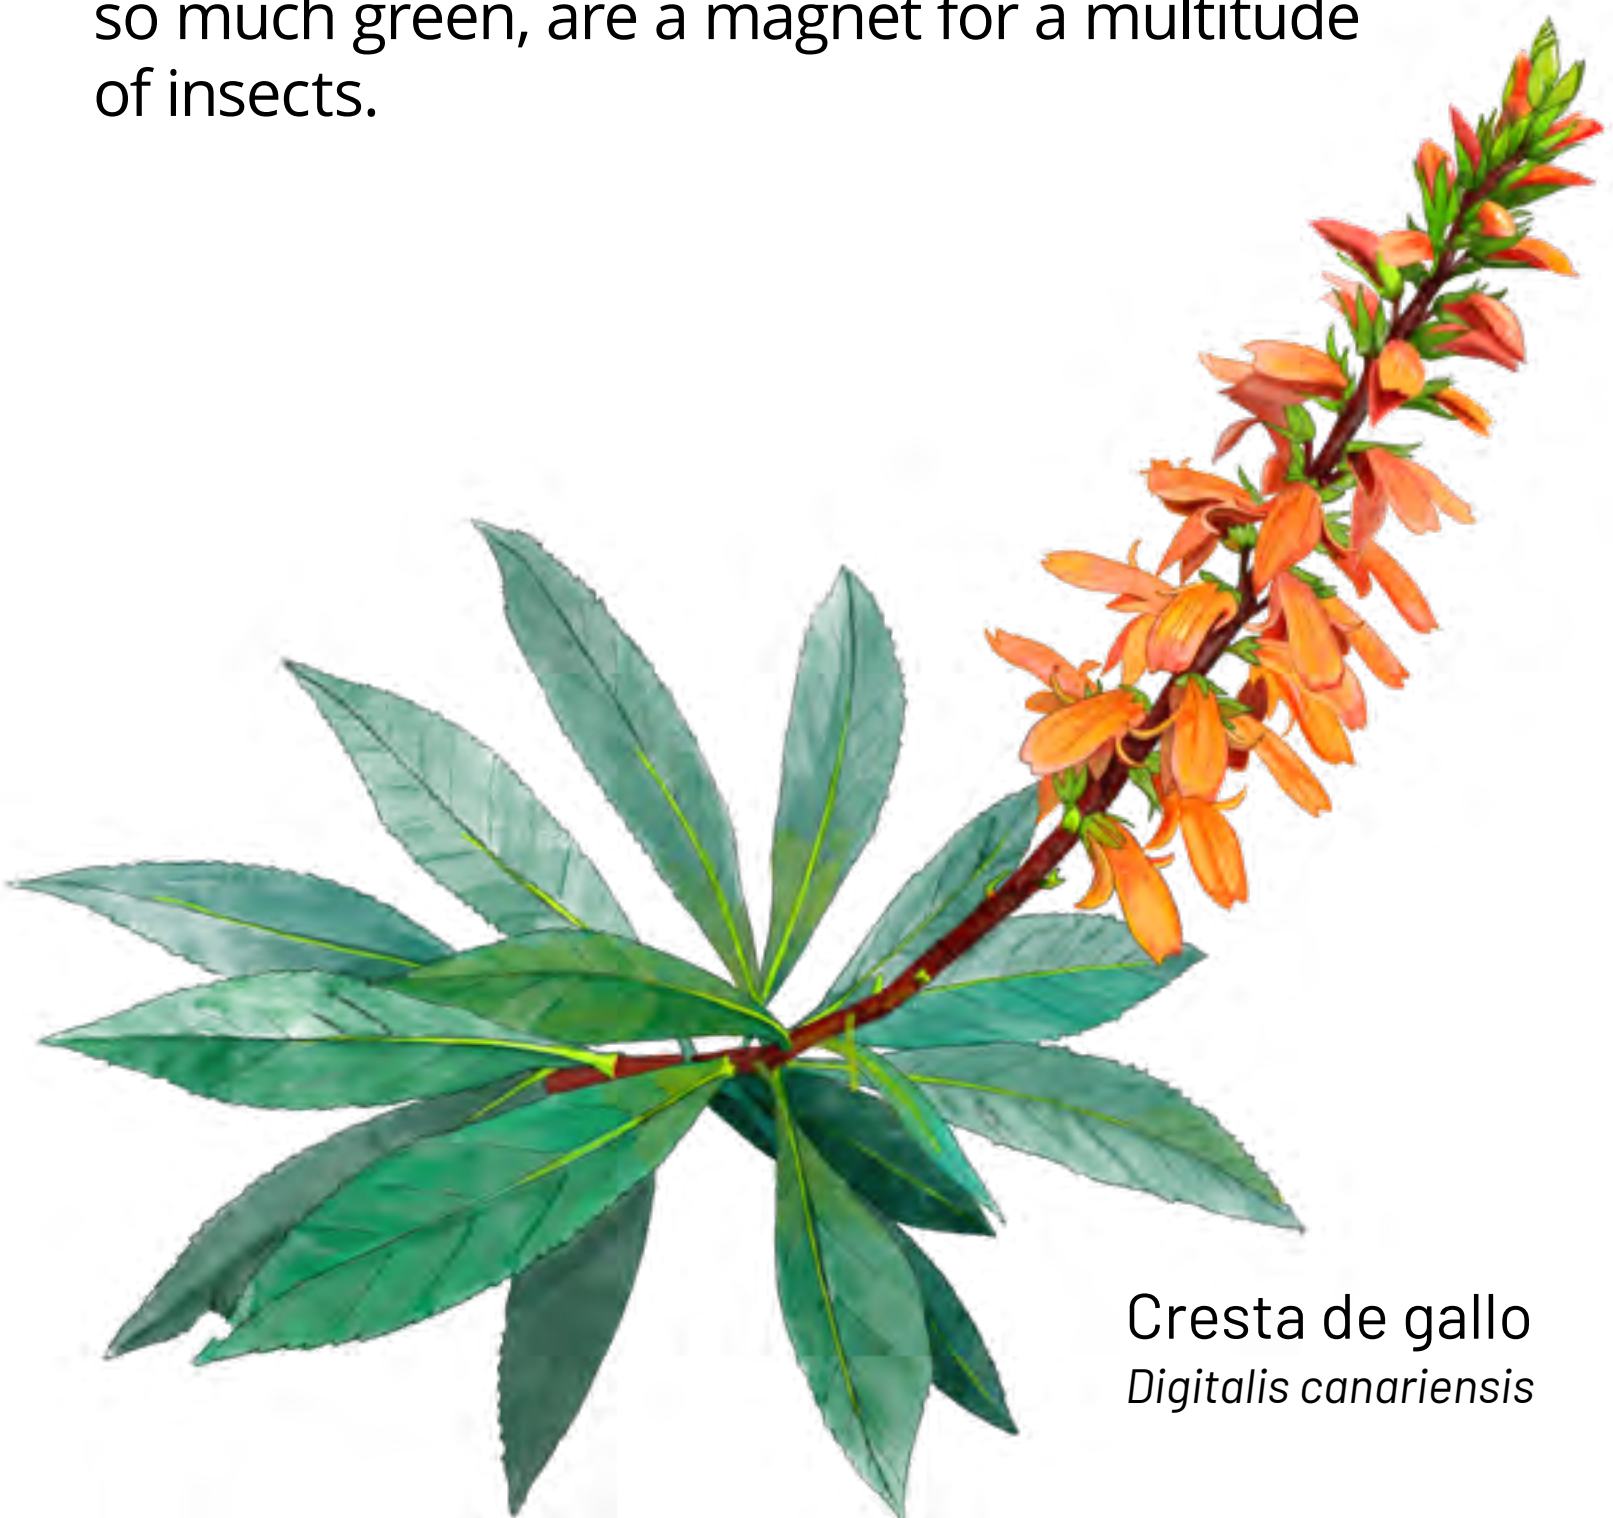 so much green, are a magnet for a multitude
of insects.
Cresta de gallo
Digitalis canariensis